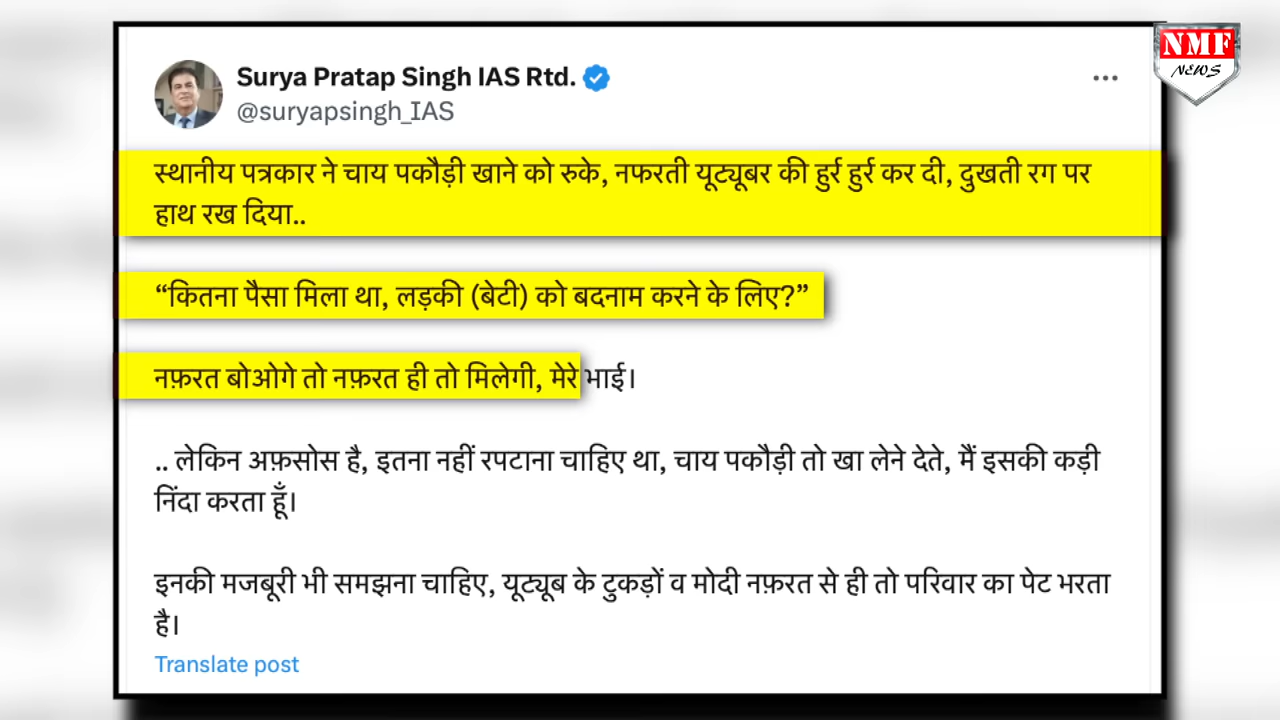 NMF
NEWS
Surya Pratap Singh IAS Rtd.
@suryapsingh_IAS
स्थानीय पत्रकार ने चाय पकौड़ी खाने को रुके, नफरती यूट्यूबर की हुर्र हुर्र कर दी, दुखती रग पर
हाथ रख दिया..
“कितना पैसा मिला था, लड़की (बेटी) को बदनाम करने के लिए?”
नफ़रत बोओगे तो नफ़रत ही तो मिलेगी, मेरे भाई।
.. लेकिन अफ़सोस है, इतना नहीं रपटाना चाहिए था, चाय पकौड़ी तो खा लेने देते, मैं इसकी कड़ी
निंदा करता हूँ।
इनकी मजबूरी भी समझना चाहिए, यूट्यूब के टुकड़ों व मोदी नफ़रत से ही तो परिवार का पेट भरता
है।
Translate post